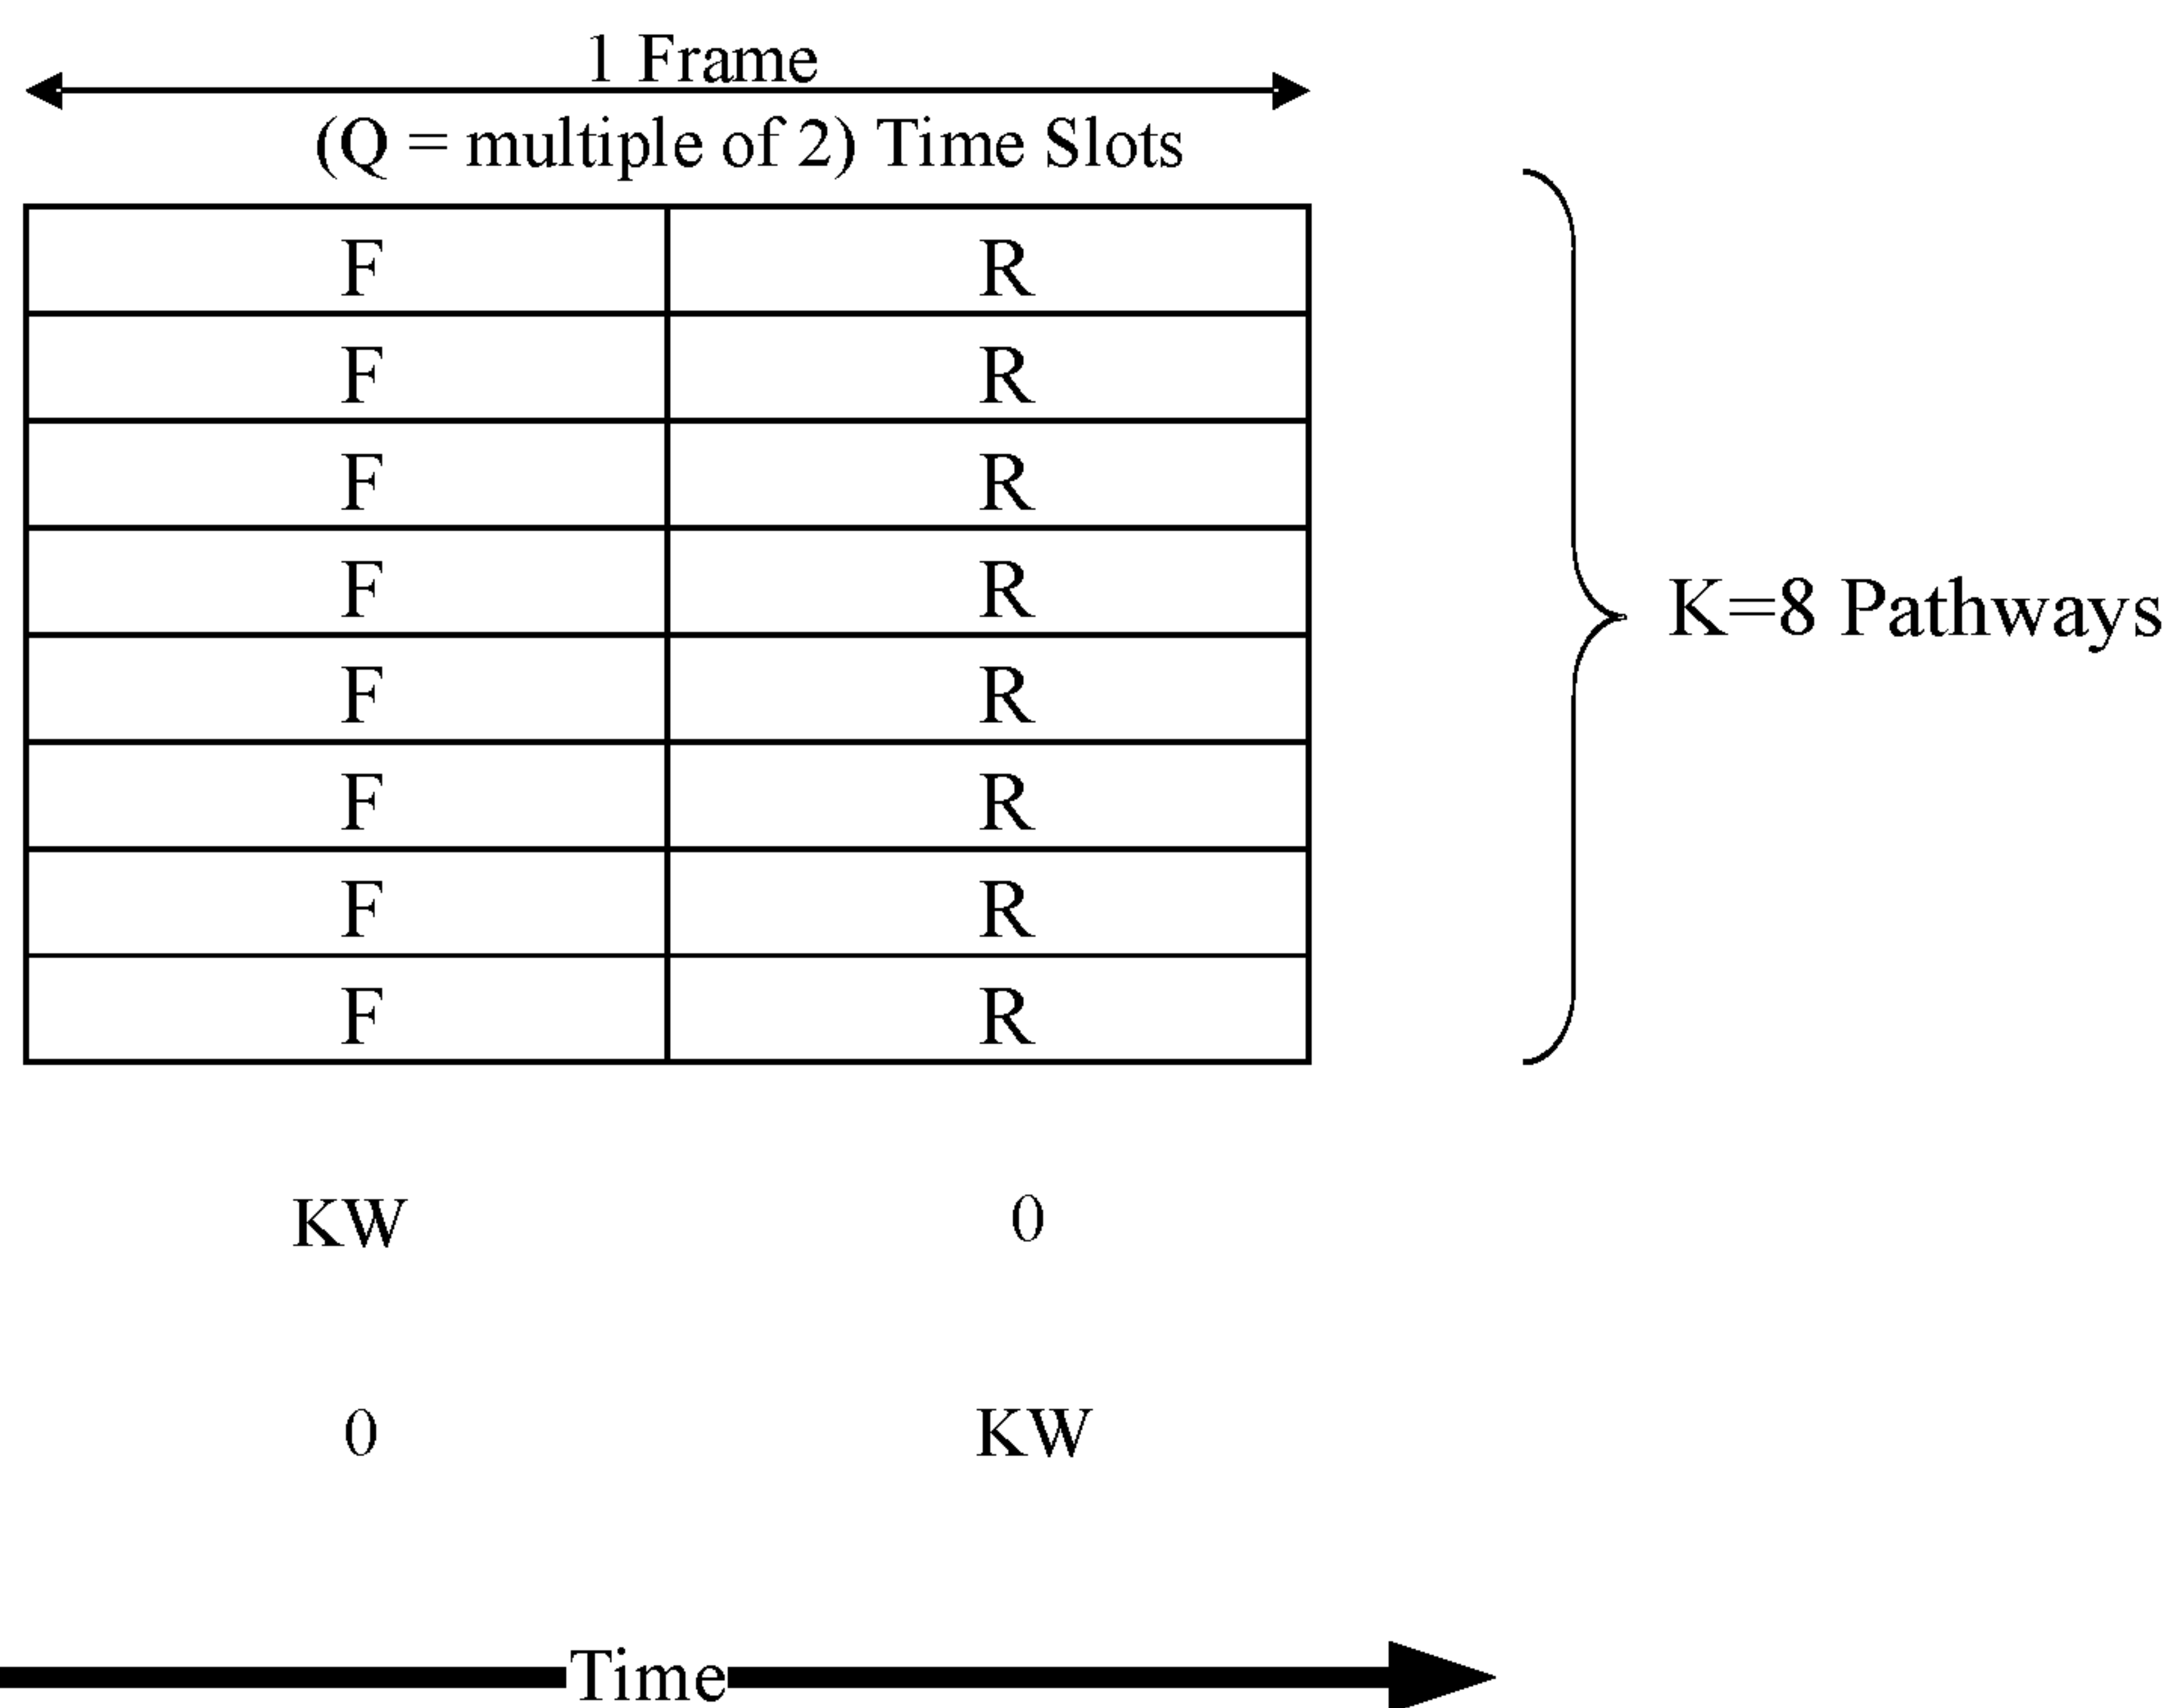 1 Frame
(Q = multiple of 2) Time Slots
F R
F R
F R
F R
K=8 Pathways
F R
F R
F R
F R
KW 0
0 KW
Time